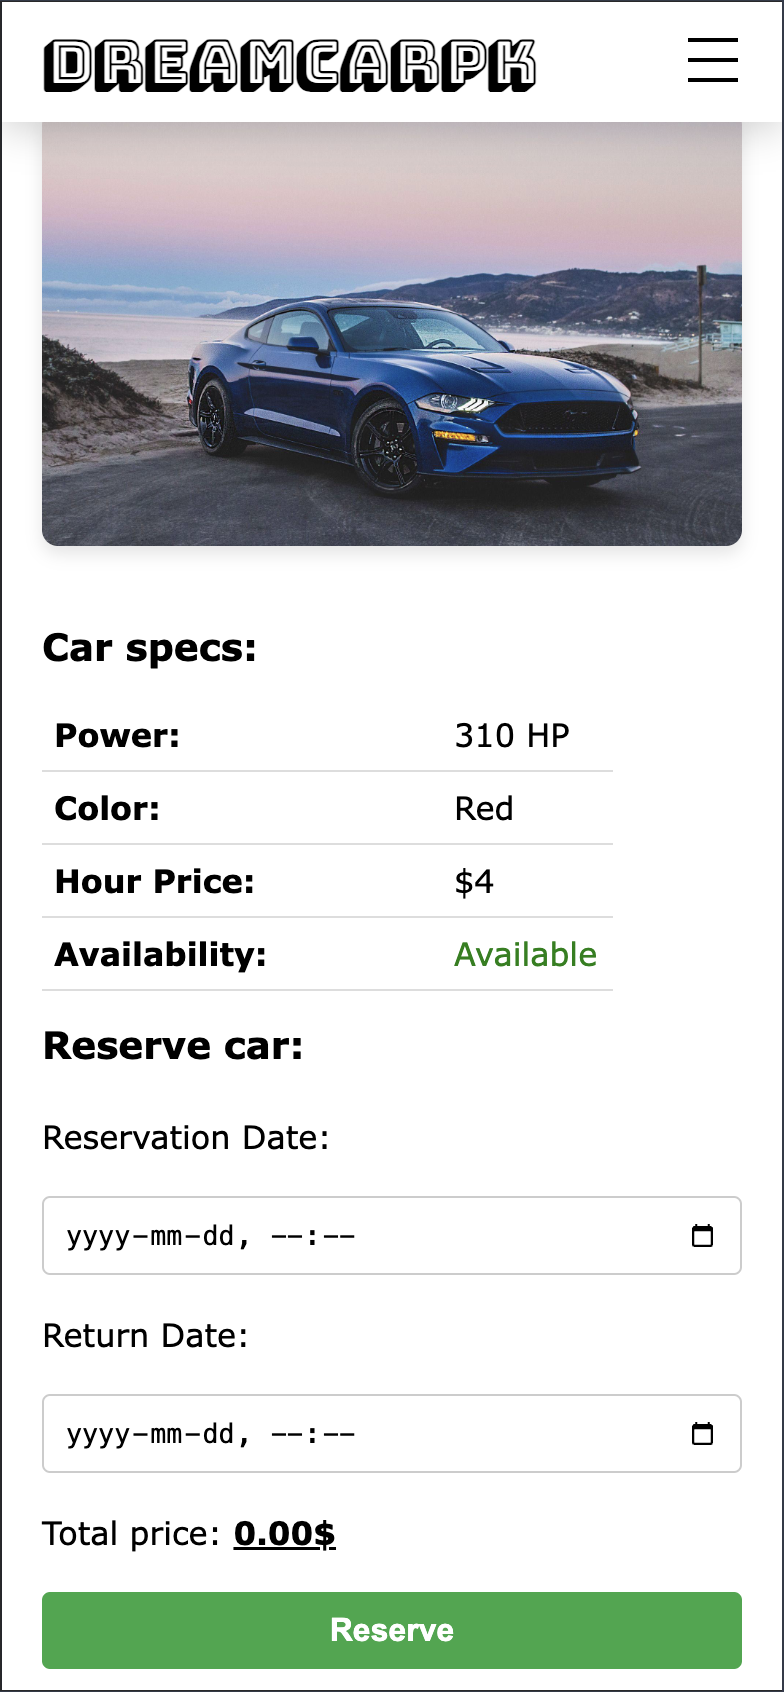 DREAMCARPK
Car specs:
Power: 310 HP
Color: Red
Hour Price: $4
Availability: Available
Reserve car:
Reservation Date:
yyyy-mm-dd, --:--
Return Date:
yyyy-mm-dd, --:--
Total price: 0.00$
Reserve